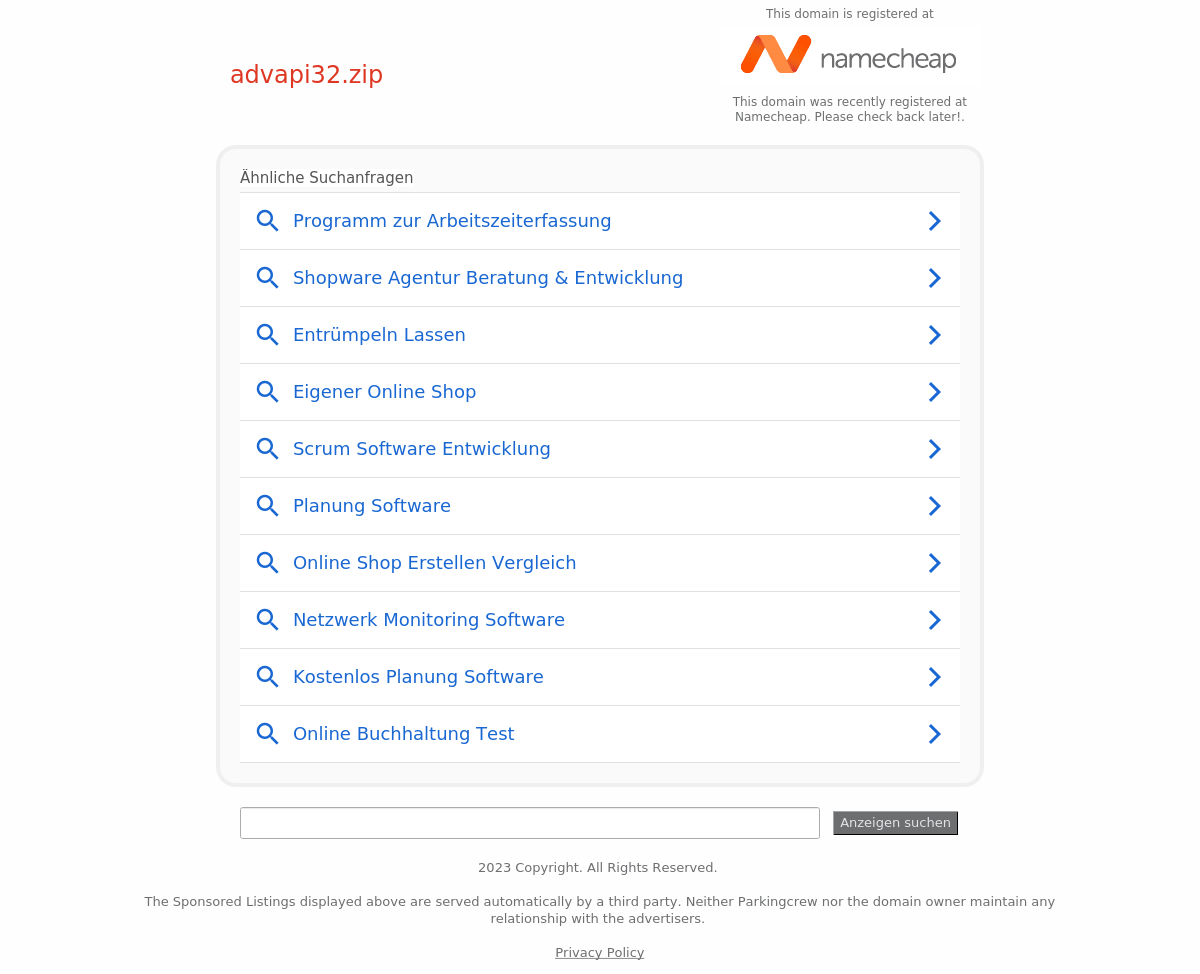 This domain is registered at
namecheap
advapi32.zip
This domain was recently registered at
Namecheap. Please check back later!.
Ähnliche Suchanfragen
Programm zur Arbeitszeiterfassung
Shopware Agentur Beratung & Entwicklung
Entrümpeln Lassen
Eigener Online Shop
Scrum Software Entwicklung
Planung Software
Online Shop Erstellen Vergleich
Netzwerk Monitoring Software
Kostenlos Planung Software
Online Buchhaltung Test
Anzeigen suchen
2023 Copyright. All Rights Reserved.
The Sponsored Listings displayed above are served automatically by a third party. Neither Parkingcrew nor the domain owner maintain any
relationship with the advertisers.
Privacy Policy